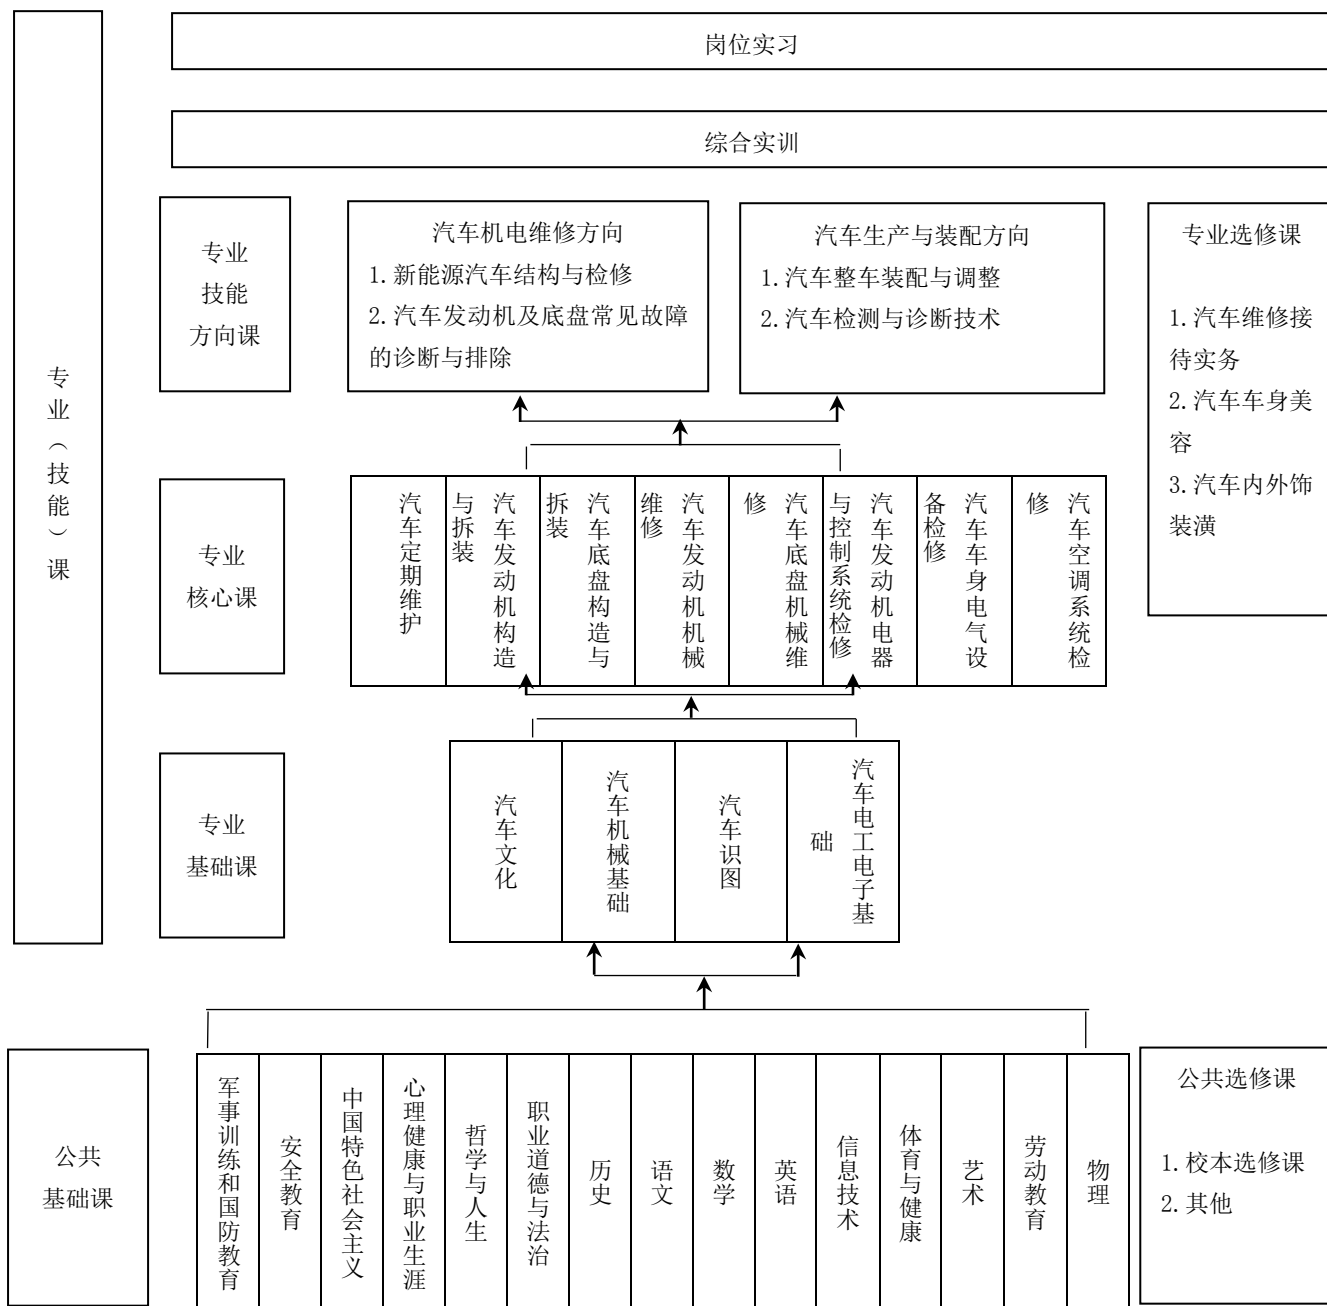 岗位实习
综合实训
专业（技能）课
专业
技能
方向课
汽车机电维修方向
1.新能源汽车结构与检修
2.汽车发动机及底盘常见故障
的诊断与排除
汽车生产与装配方向
1.汽车整车装配与调整
2.汽车检测与诊断技术
专业选修课
1.汽车维修接
待实务
2.汽车车身美
容
3.汽车内外饰
装潢
专业
核心课
汽车定期维护
汽车发动机构造
与拆装
汽车底盘构造与
拆装
汽车发动机机械
维修
汽车底盘机械维
修
汽车发动机电器
与控制系统检修
汽车车身电气设
备检修
汽车空调系统检
修
专业
基础课
汽车文化
汽车机械基础
汽车识图
汽车电工电子基
础
公共
基础课
军事训练和国防教育
安全教育
中国特色社会主义
心理健康与职业生涯
哲学与人生
职业道德与法治
历史
语文
数学
英语
信息技术
体育与健康
艺术
劳动教育
物理
公共选修课
1.校本选修课
2.其他